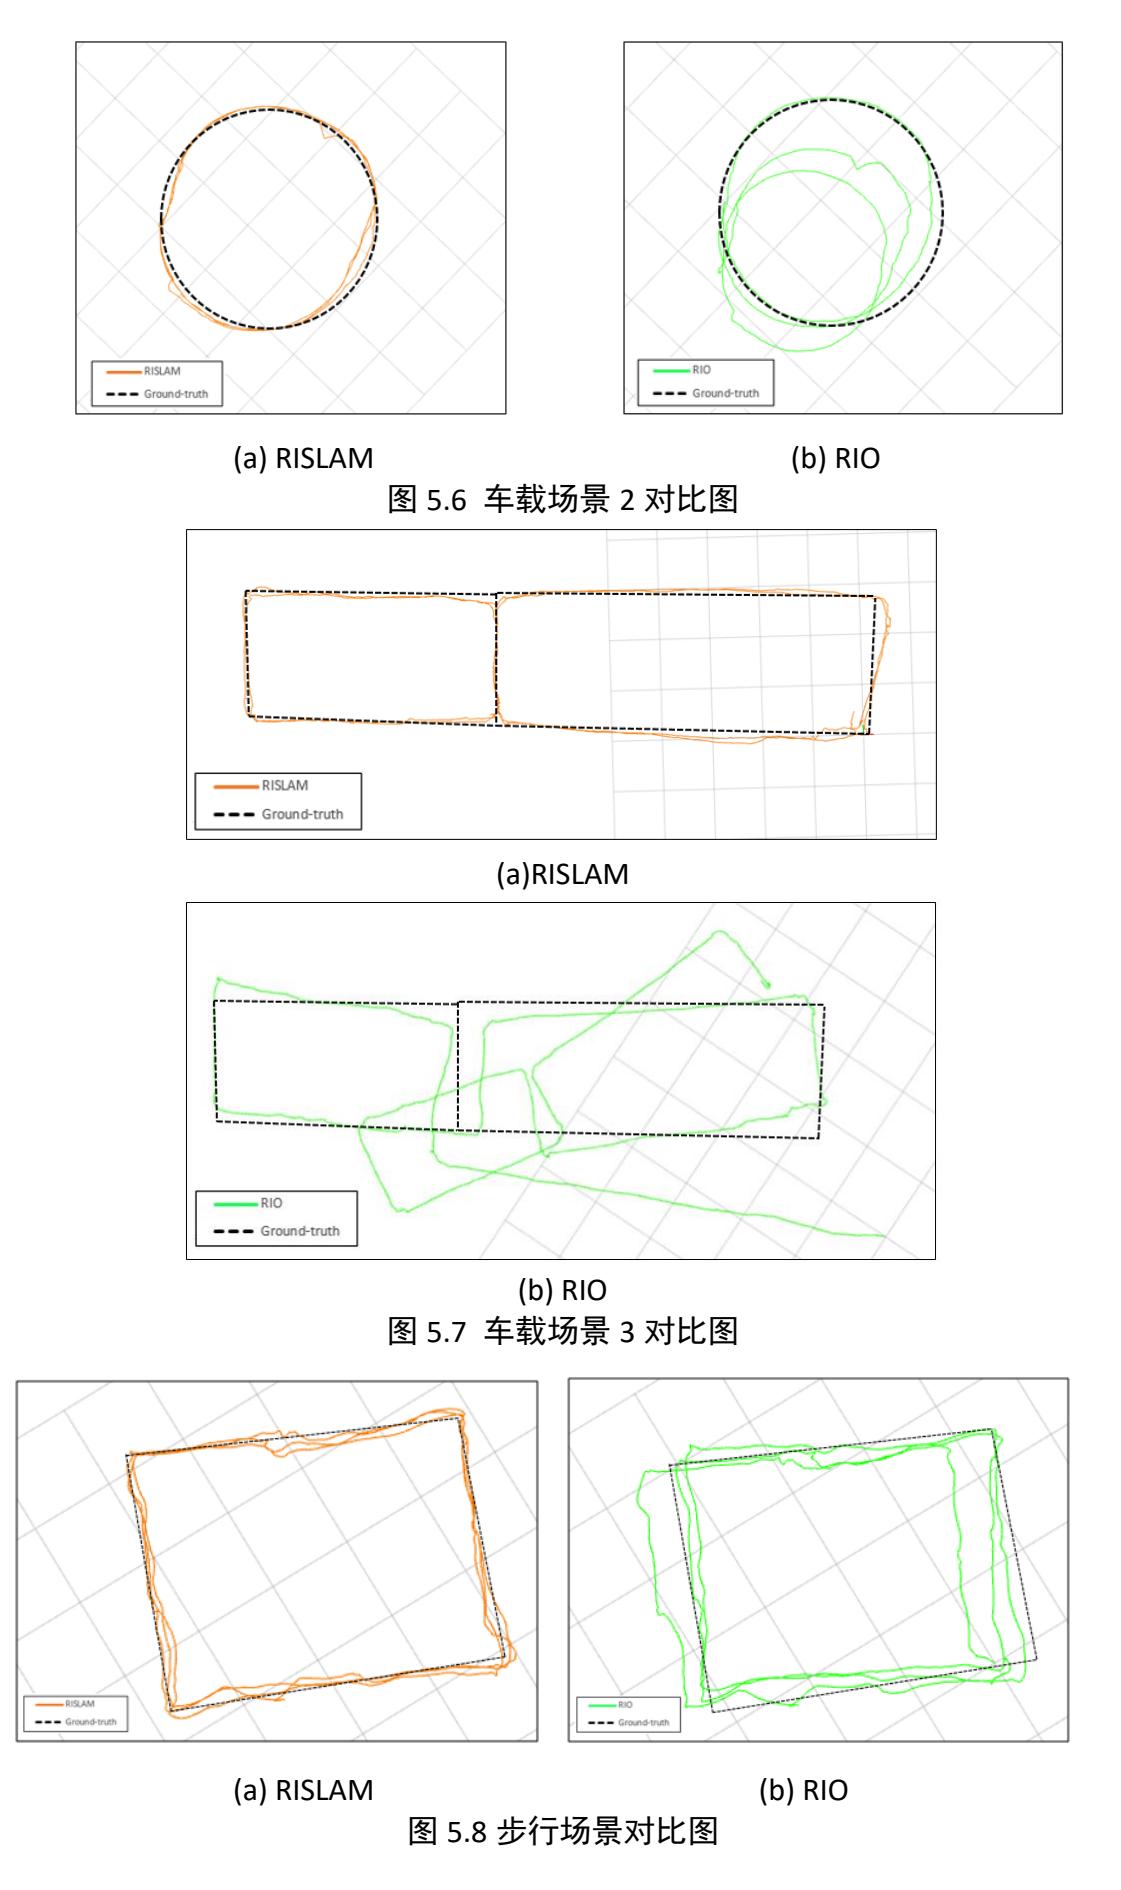 RISLAM
Ground-truth
RIO
Ground-truth
(a) RISLAM
(b) RIO
图 5.6 车载场景 2 对比图
RISLAM
Ground-truth
(a)RISLAM
RIO
Ground-truth
(b) RIO
图 5.7 车载场景 3 对比图
RISLAM
Ground-truth
RIO
Ground-truth
(a) RISLAM
(b) RIO
图 5.8 步行场景对比图